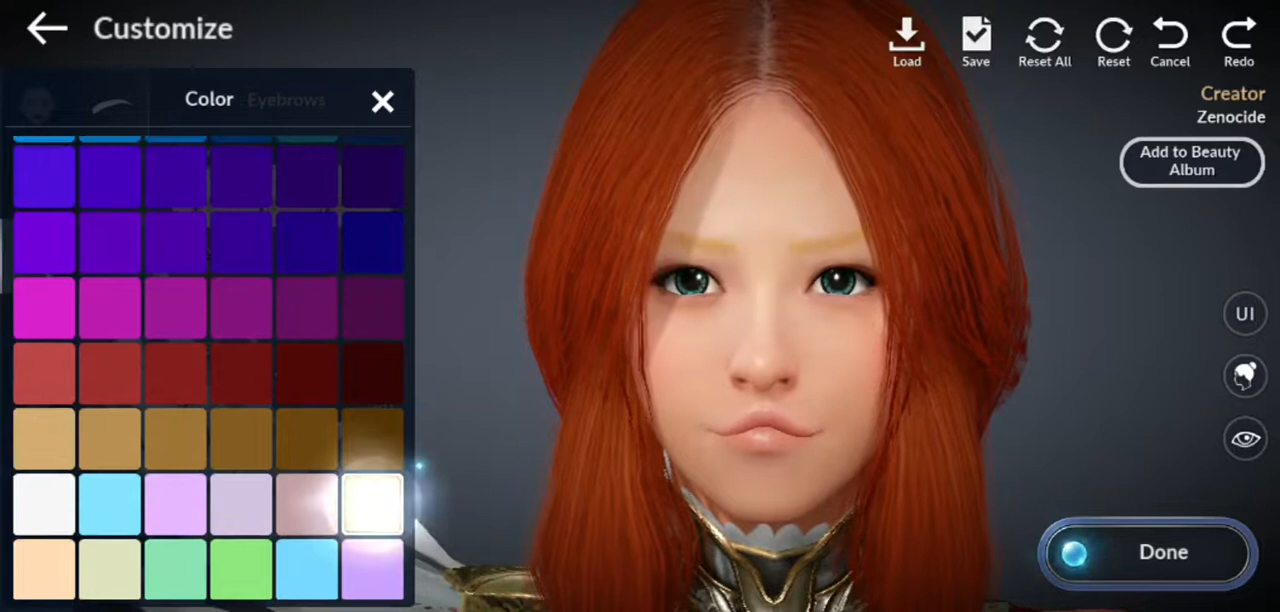 Customize
Load
Save
Reset All
Reset
Cancel
Redo
Color
Eyebrows
Creator
Zenocide
Add to Beauty
Album
UI
Done